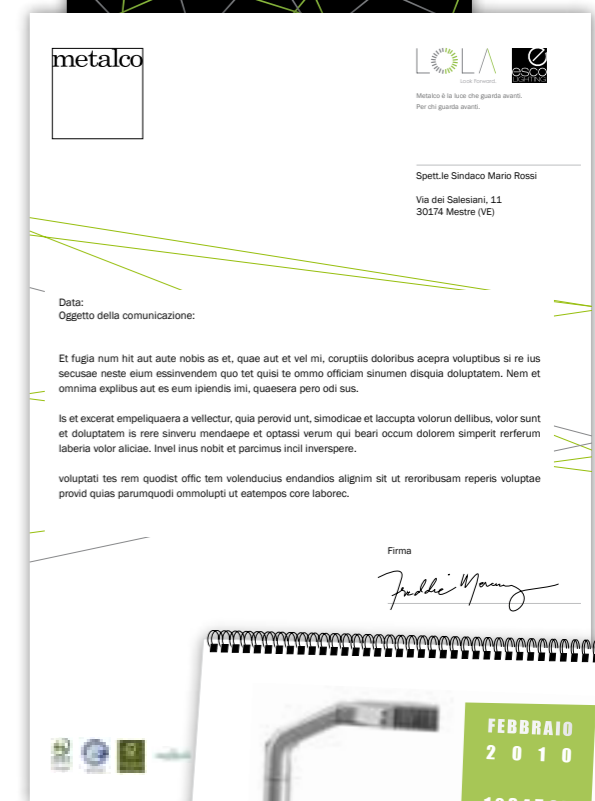 metalco
LOLA
Look forward.
esco
LIGHTING
Metalco è la luce che guarda avanti.
Per chi guarda avanti.
Spett.le Sindaco Mario Rossi
Via dei Salesiani, 11
30174 Mestre (VE)
Data:
Oggetto della comunicazione:
Et fugia num hit aut aute nobis as et, quae aut et vel mi, coruptiis doloribus acepra voluptibus si re ius
secusae neste eium essinvendem quo tet quisi te ommo officiam sinumen disquia doluptatem. Nem et
omnima explibus aut es eum ipiendis imi, quaesera pero odi sus.
Is et excerat empeliquaera a vellectur, quia perovid unt, simodicae et laccupta volorun dellibus, volor sunt
et doluptatem is rere sinveru mendaepe et optassi verum qui beari occum dolorem simperit rerferum
laberia volor aliciae. Invel inus nobit et parcimus incil inverspere.
voluptati tes rem quodist offic tem volenducius endandios alignim sit ut reroribusam reperis voluptae
provid quias parumquodi ommolupti ut eatempos core laborec.
Firma
Freddie
FEBBRAIO
2010